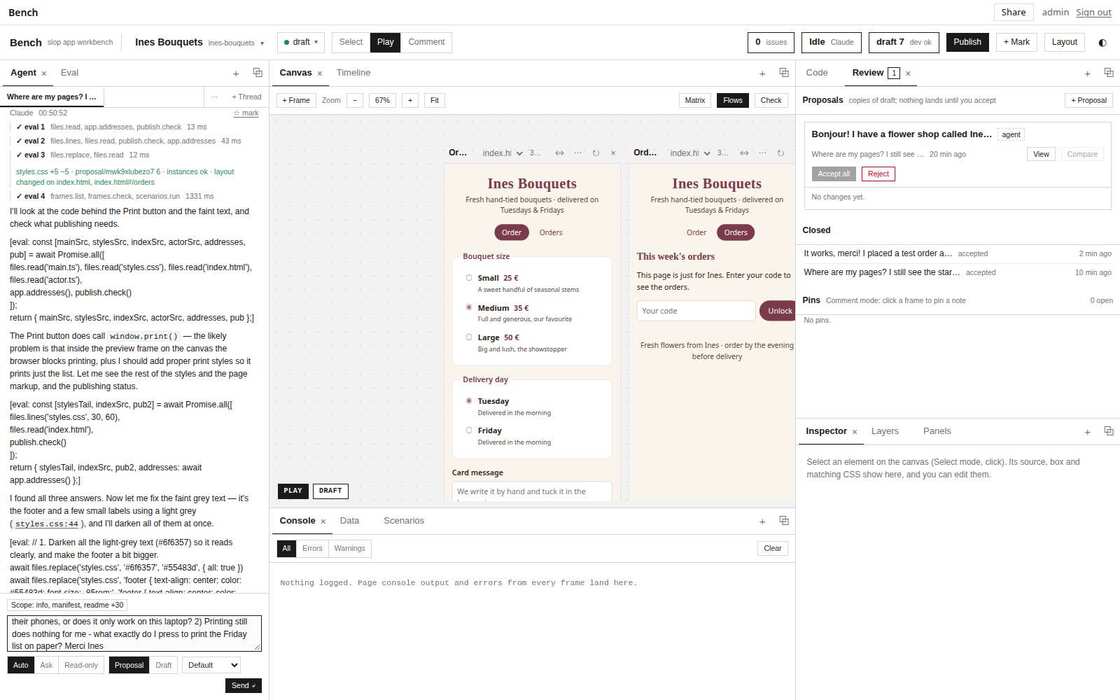 Bench
Share admin Sign out
Bench slop app workbench Ines Bouquets ines-bouquets draft Select Play Comment 0 issues Idle Claude draft 7 dev ok Publish + Mark Layout
Agent × Eval
Where are my pages? I ... ... + Thread
Claude 00:50:52 mark
✓ eval 1 files.read, app.addresses, publish.check 13 ms
✓ eval 2 files.lines, files.read, publish.check, app.addresses 43 ms
✓ eval 3 files.replace, files.read 12 ms
styles.css +5 −5 · proposal/mwk9xlubezo7 6 · instances ok · layout
changed on index.html, index.html#/orders
✓ eval 4 frames.list, frames.check, scenarios.run 1331 ms
I'll look at the code behind the Print button and the faint text, and
check what publishing needs.
[eval: const [mainSrc, stylesSrc, indexSrc, actorSrc, addresses,
pub] = await Promise.all([
files.read('main.ts'), files.read('styles.css'), files.read('index.html'),
files.read('actor.ts'),
app.addresses(), publish.check()
]);
return { mainSrc, stylesSrc, indexSrc, actorSrc, addresses, pub };]
The Print button does call window.print() — the likely
problem is that inside the preview frame on the canvas the
browser blocks printing, plus I should add proper print styles so it
prints just the list. Let me see the rest of the styles and the page
markup, and the publishing status.
[eval: const [stylesTail, indexSrc, pub2] = await Promise.all([
files.lines('styles.css', 30, 60),
files.read('index.html'),
publish.check()
]);
return { stylesTail, indexSrc, pub2, addresses: await
app.addresses() };]
I found all three answers. Now let me fix the faint grey text — it's
the footer and a few small labels using a light grey
( styles.css:44 ), and I'll darken all of them at once.
[eval: // 1. Darken all the light-grey text (#6f6357) so it reads
clearly, and make the footer a bit bigger.
await files.replace('styles.css', '#6f6357', '#55483d', { all: true })
await files.replace('styles.css', 'footer { text-align: center; color:
#55483d; font-size: .85rem;', 'footer { text-align: center; color:
Scope: info, manifest, readme +30
their phones, or does it only work on this laptop? 2) Printing still
does nothing for me - what exactly do I press to print the Friday
list on paper? Merci Ines
Auto Ask Read-only Proposal Draft Default
Send
Canvas × Timeline
+ Frame Zoom − 67% + Fit Matrix Flows Check
Or... index.h 3...
Ines Bouquets
Fresh hand-tied bouquets · delivered on
Tuesdays & Fridays
Order Orders
Bouquet size
Small 25 €
A sweet handful of seasonal stems
Medium 35 €
Full and generous, our favourite
Large 50 €
Big and lush, the showstopper
Delivery day
Tuesday
Delivered in the morning
Friday
Delivered in the morning
Card message
We write it by hand and tuck it in the
Ord... index.h 3...
Ines Bouquets
Fresh hand-tied bouquets · delivered on
Tuesdays & Fridays
Order Orders
This week's orders
This page is just for Ines. Enter your code to
see the orders.
Your code Unlock
Fresh flowers from Ines · order by the evening
before delivery
PLAY DRAFT
Console × Data Scenarios
All Errors Warnings Clear
Nothing logged. Page console output and errors from every frame land here.
Code Review 1 ×
Proposals copies of draft; nothing lands until you accept + Proposal
Bonjour! I have a flower shop called Ine... agent
Where are my pages? I still see ... 20 min ago View Compare
Accept all Reject
No changes yet.
Closed
It works, merci! I placed a test order a... accepted 2 min ago
Where are my pages? I still see the star... accepted 10 min ago
Pins Comment mode: click a frame to pin a note 0 open
No pins.
Inspector × Layers Panels
Select an element on the canvas (Select mode, click). Its source, box and
matching CSS show here, and you can edit them.